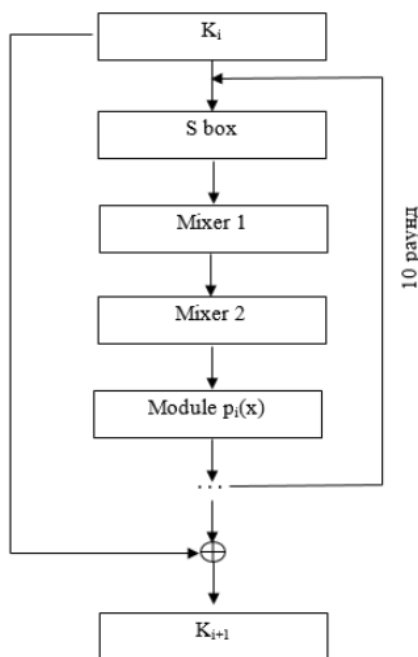 Kᵢ
S box
Mixer 1
Mixer 2
Module pᵢ(x)
...
Kᵢ₊₁
10 раунд